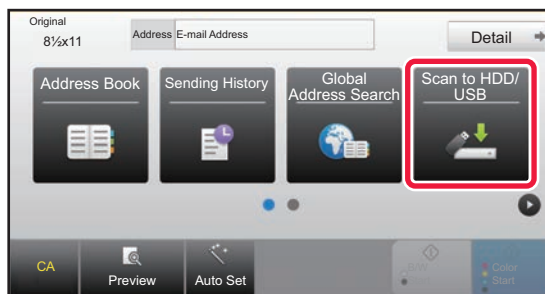 Original
8½x11
Address
E-mail Address
Detail
Address Book
Sending History
Global
Address Search
Scan to HDD/
USB
CA
Preview
Auto Set
B/W
Start
Color
Start